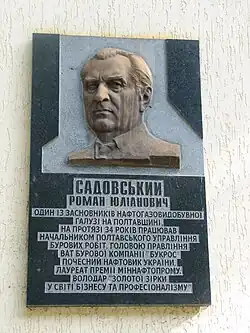 САДОВСЬКИЙ
РОМАН ЮЛІАНОВИЧ
ОДИН ІЗ ЗАСНОВНИКІВ НАФТОГАЗОВИДОБУВНОЇ
ГАЛУЗІ НА ПОЛТАВЩИНІ.
НА ПРОТЯЗІ 34 РОКІВ ПРАЦЮВАВ
НАЧАЛЬНИКОМ ПОЛТАВСЬКОГО УПРАВЛІННЯ
БУРОВИХ РОБІТ, ГОЛОВОЮ ПРАВЛІННЯ
ВАТ БУРОВОЇ КОМПАНІЇ "БУКРОС"
ПОЧЕСНИЙ НАФТОВИК УКРАЇНИ.
ЛАУРЕАТ ПРЕМІЇ МІННАФТОПРОМУ.
ВОЛОДАР "ЗОЛОТОЇ ЗІРКИ
У СВІТІ БІЗНЕСУ ТА ПРОФЕСІОНАЛІЗМУ"